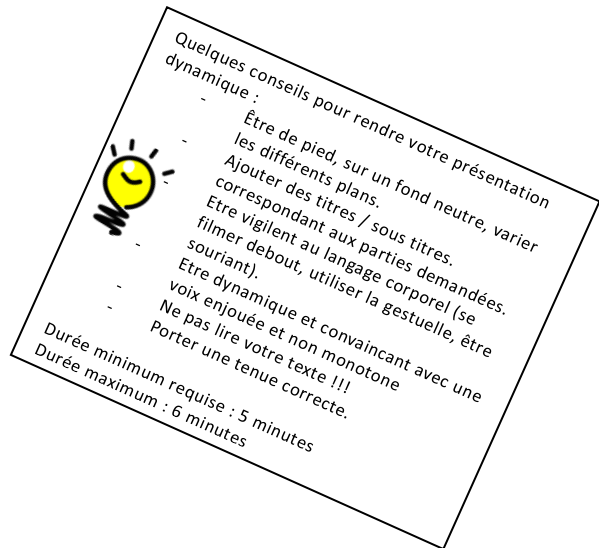 Quelques conseils pour rendre votre présentation
dynamique :
- Être de pied, sur un fond neutre, varier
les différents plans.
- Ajouter des titres / sous titres.
correspondant aux parties demandées.
- Etre vigilent au langage corporel (se
filmer debout, utiliser la gestuelle, être
souriant).
- Etre dynamique et convaincant avec une
voix enjouée et non monotone
- Ne pas lire votre texte !!!
- Porter une tenue correcte.
Durée minimum requise : 5 minutes
Durée maximum : 6 minutes